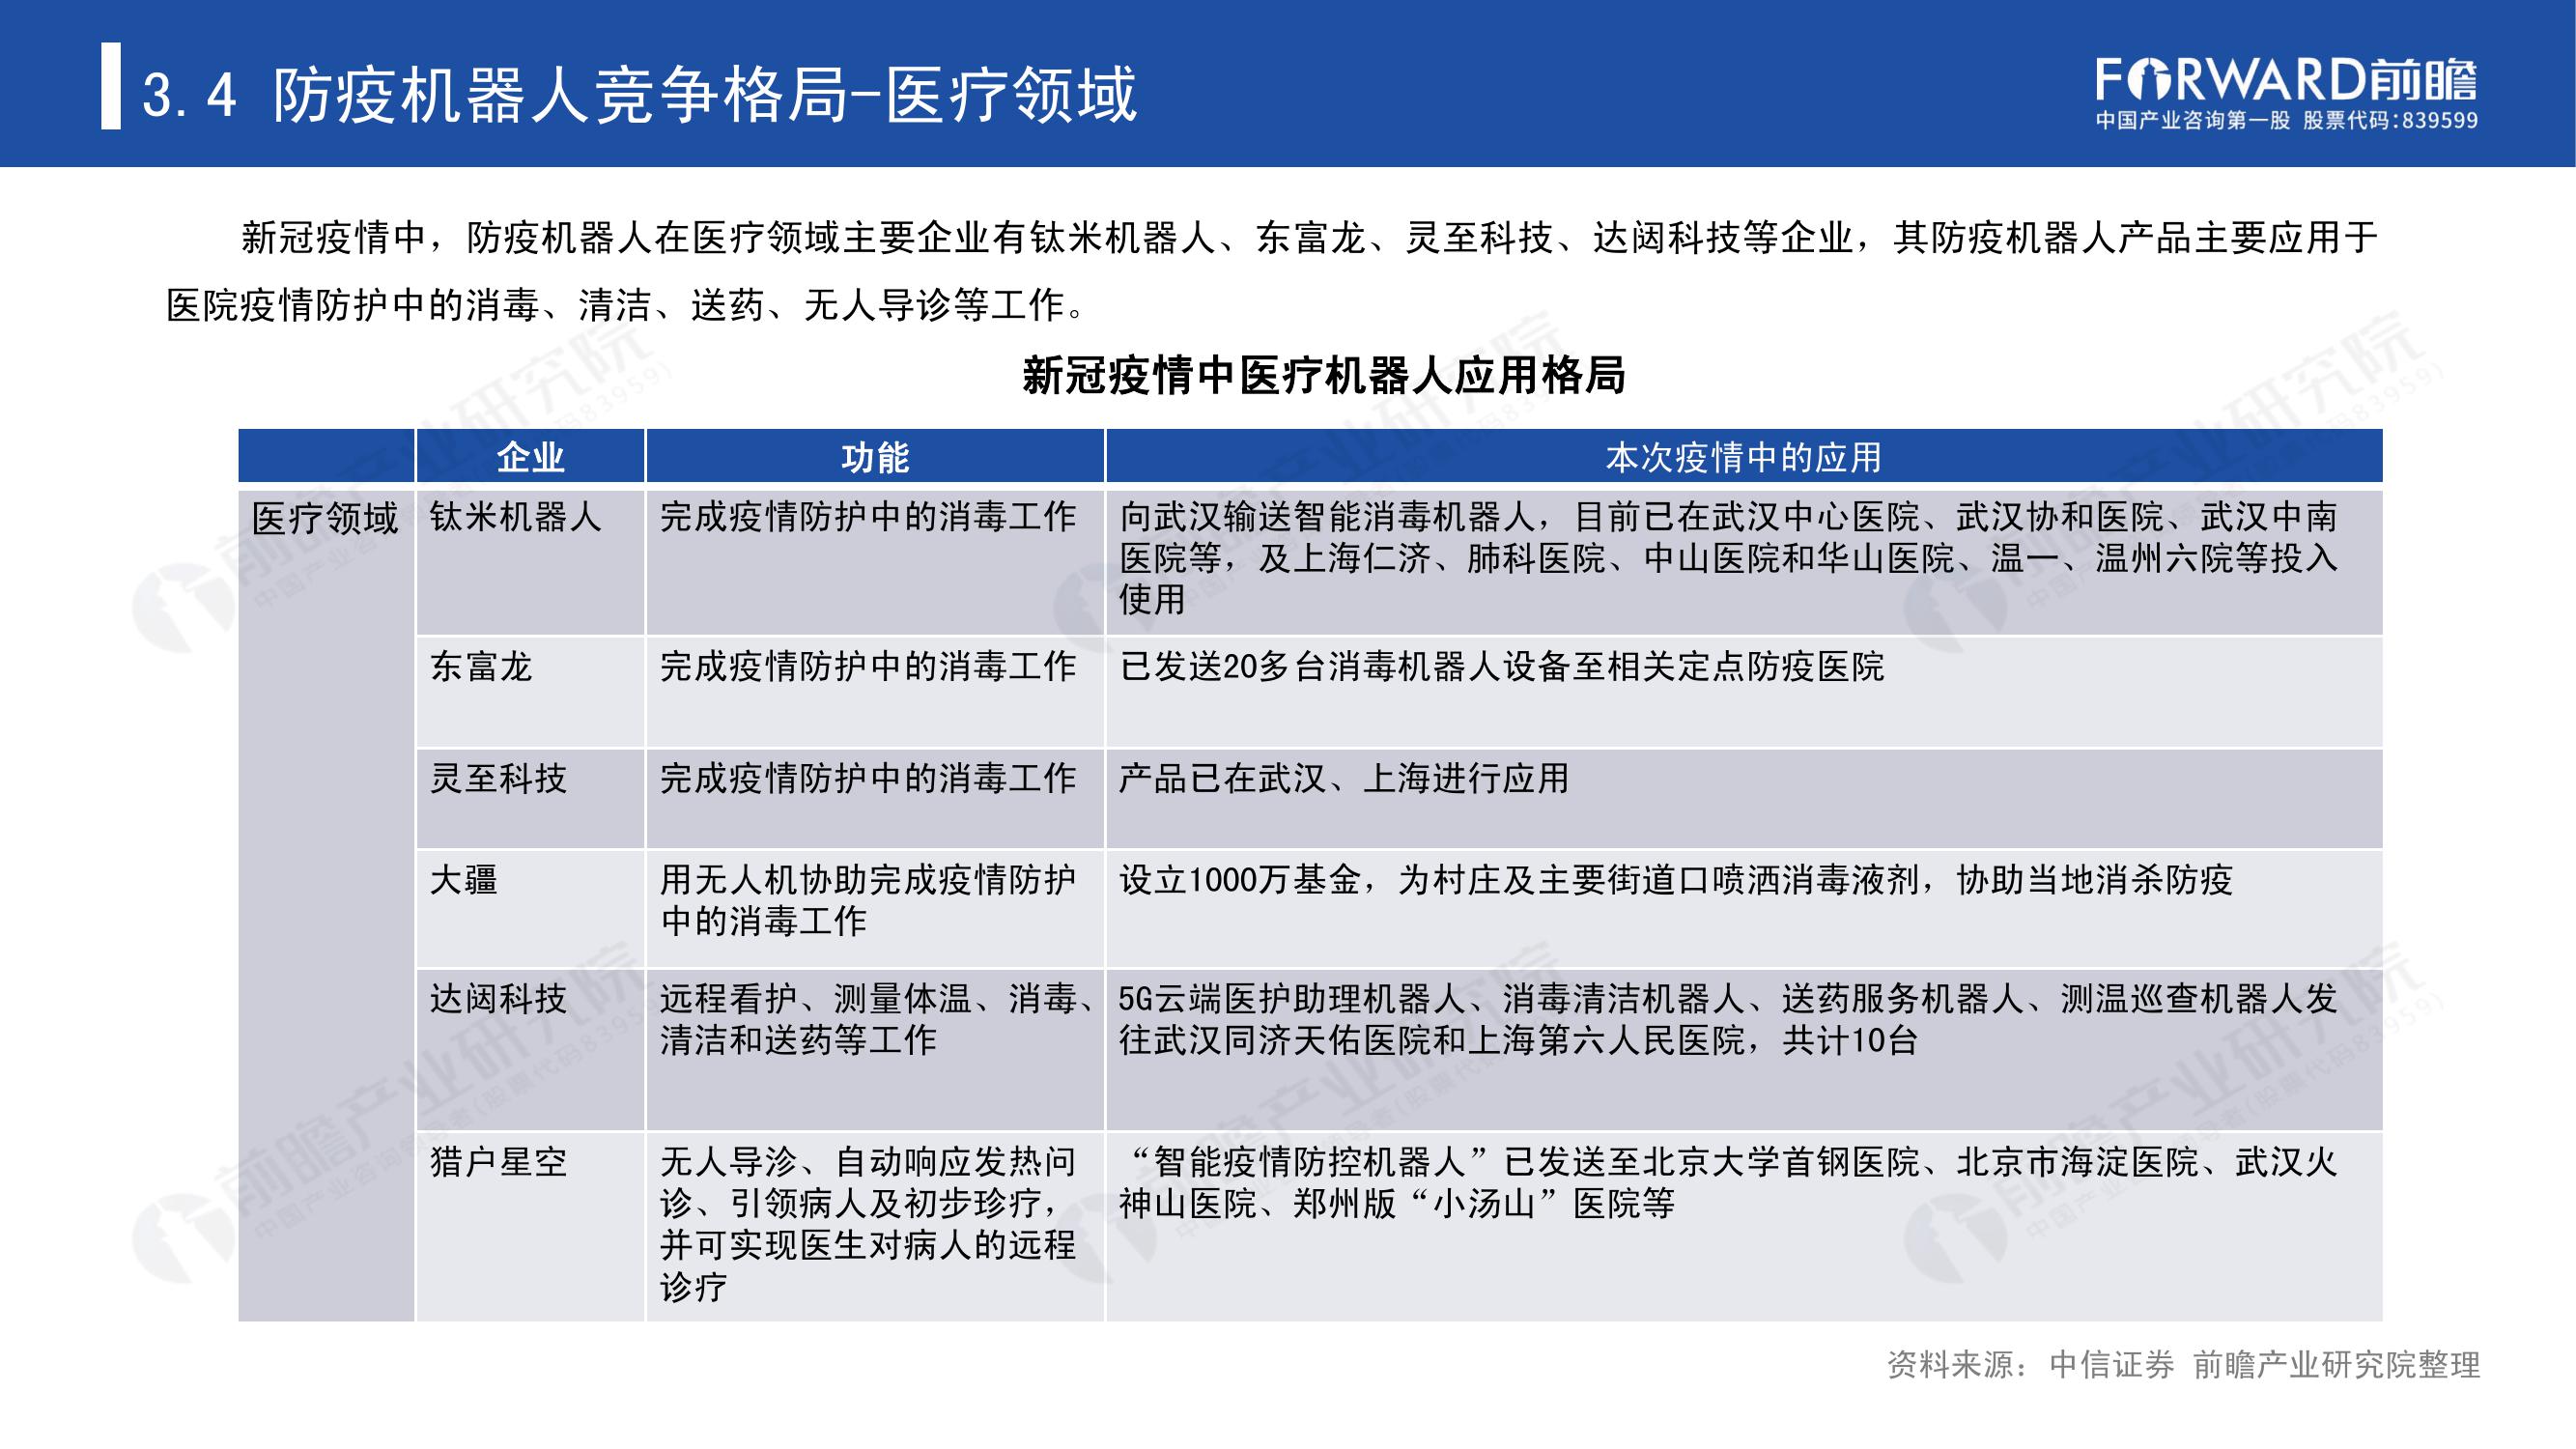 3.4 防疫机器人竞争格局-医疗领域
FORWARD前瞻
中国产业咨询第一股 股票代码:839599
新冠疫情中，防疫机器人在医疗领域主要企业有钛米机器人、东富龙、灵至科技、达闼科技等企业，其防疫机器人产品主要应用于
医院疫情防护中的消毒、清洁、送药、无人导诊等工作。
新冠疫情中医疗机器人应用格局
企业 功能 本次疫情中的应用
医疗领域 钛米机器人 完成疫情防护中的消毒工作 向武汉输送智能消毒机器人，目前已在武汉中心医院、武汉协和医院、武汉中南
医院等，及上海仁济、肺科医院、中山医院和华山医院、温一、温州六院等投入
使用
东富龙 完成疫情防护中的消毒工作 已发送20多台消毒机器人设备至相关定点防疫医院
灵至科技 完成疫情防护中的消毒工作 产品已在武汉、上海进行应用
大疆 用无人机协助完成疫情防护 设立1000万基金，为村庄及主要街道口喷洒消毒液剂，协助当地消杀防疫
中的消毒工作
达闼科技 远程看护、测量体温、消毒、 5G云端医护助理机器人、消毒清洁机器人、送药服务机器人、测温巡查机器人发
清洁和送药等工作 往武汉同济天佑医院和上海第六人民医院，共计10台
猎户星空 无人导沴、自动响应发热问 “智能疫情防控机器人”已发送至北京大学首钢医院、北京市海淀医院、武汉火
诊、引领病人及初步珍疗， 神山医院、郑州版“小汤山”医院等
并可实现医生对病人的远程
诊疗
资料来源：中信证券 前瞻产业研究院整理